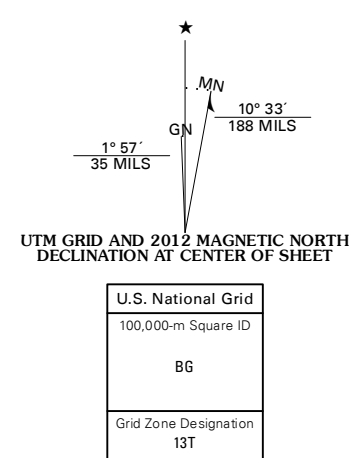 ★
MN
10° 33´
188 MILS
GN
1° 57´
35 MILS
UTM GRID AND 2012 MAGNETIC NORTH
DECLINATION AT CENTER OF SHEET
U.S. National Grid
100,000-m Square ID
BG
Grid Zone Designation
13T